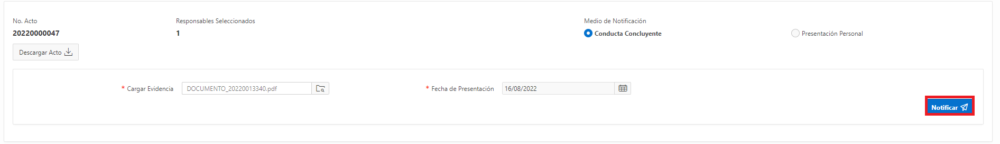 No. Acto
20220000047
Responsables Seleccionados
1
Medio de Notificación
Conducta Concluyente
Presentación Personal
Descargar Acto
* Cargar Evidencia
DOCUMENTO_20220013340.pdf
* Fecha de Presentación
16/08/2022
Notificar